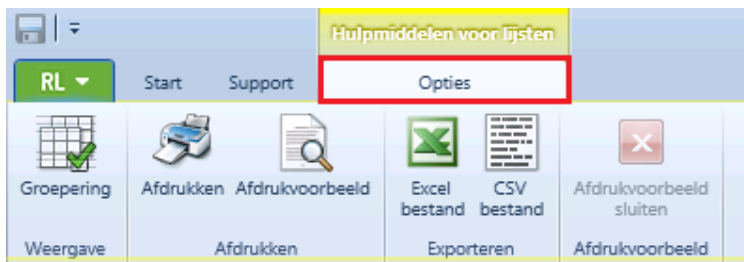 Hulpmiddelen voor lijsten
RL Start Support Opties
Groepering Afdrukken Afdrukvoorbeeld Excel bestand CSV bestand Afdrukvoorbeeld sluiten
Weergave Afdrukken Exporteren Afdrukvoorbeeld